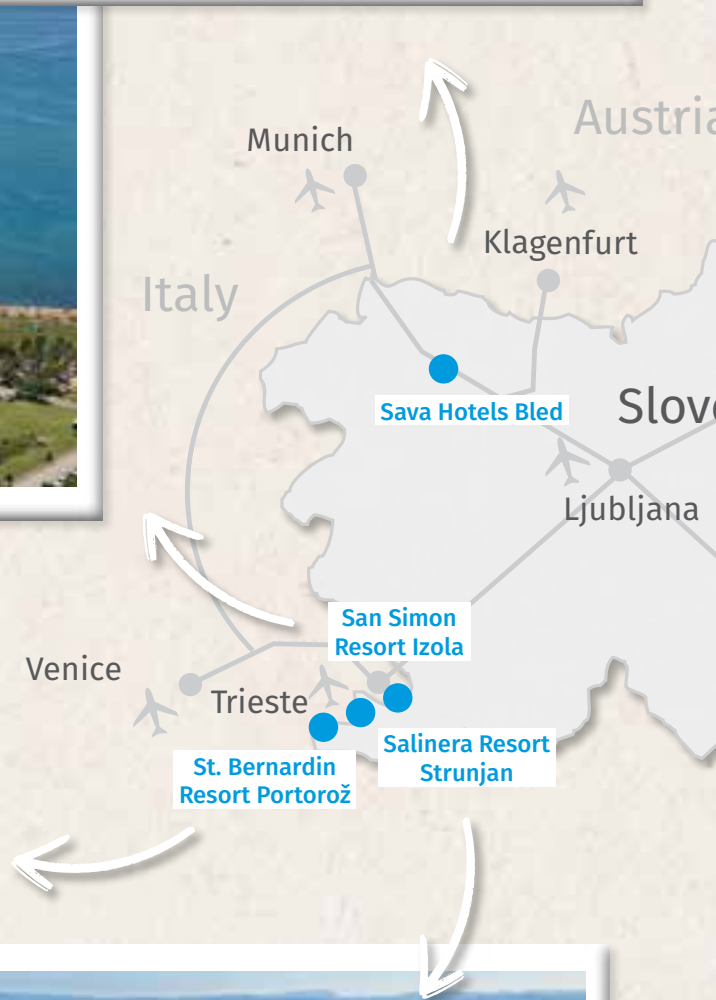 Austria
Munich
Klagenfurt
Italy
Sava Hotels Bled
Ljubljana
San Simon
Resort Izola
Venice
Trieste
Salinera Resort
Strunjan
St. Bernardin
Resort Portorož